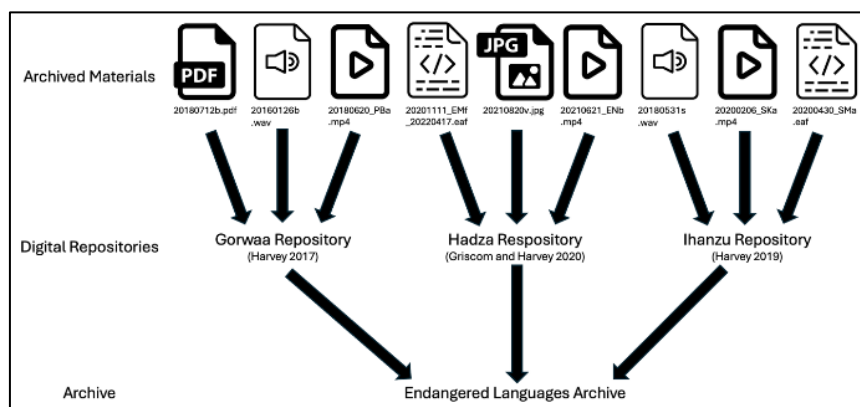 PDF
JPG
Archived Materials
20180712b.pdf
20160126b
.wav
20180620_PBa
.mp4
20201111_EMf
_20220417.eaf
20210820v.jpg
20210621_ENb
.mp4
20180531s
.wav
20200206_SKa
.mp4
20200430_SMa
.eaf
Digital Repositories
Gorwaa Repository
(Harvey 2017)
Hadza Respository
(Griscom and Harvey 2020)
Ihanzu Repository
(Harvey 2019)
Archive
Endangered Languages Archive